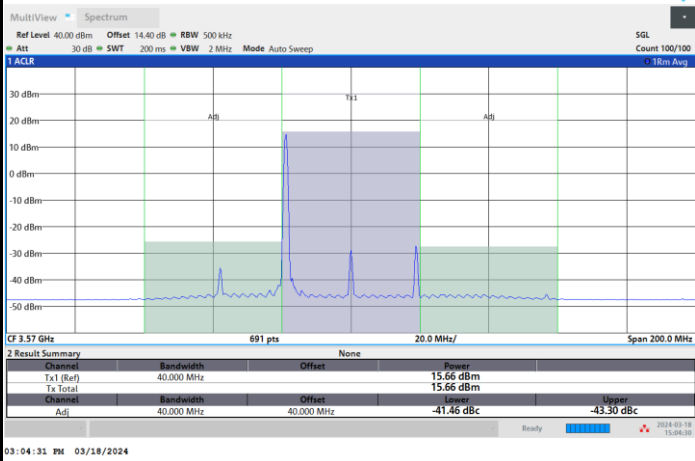 MultiView Spectrum
Ref Level 40.00 dBm Offset 14.40 dB RBW 500 kHz SGL
Att 30 dB SWT 200 ms VBW 2 MHz Mode Auto Sweep Count 100/100
1 ACLR 1Rm Avg
30 dBm
Tx1
20 dBm
Adj Adj
10 dBm
0 dBm
-10 dBm
-20 dBm
-30 dBm
-40 dBm
-50 dBm
CF 3.57 GHz 691 pts 20.0 MHz/ Span 200.0 MHz
2 Result Summary None
Channel Bandwidth Offset Power
Tx1 (Ref) 40.000 MHz 15.66 dBm
Tx Total 15.66 dBm
Channel Bandwidth Offset Lower Upper
Adj 40.000 MHz 40.000 MHz -41.46 dBc -43.30 dBc
Ready 2024-03-18
15:04:30
03:04:31 PM 03/18/2024